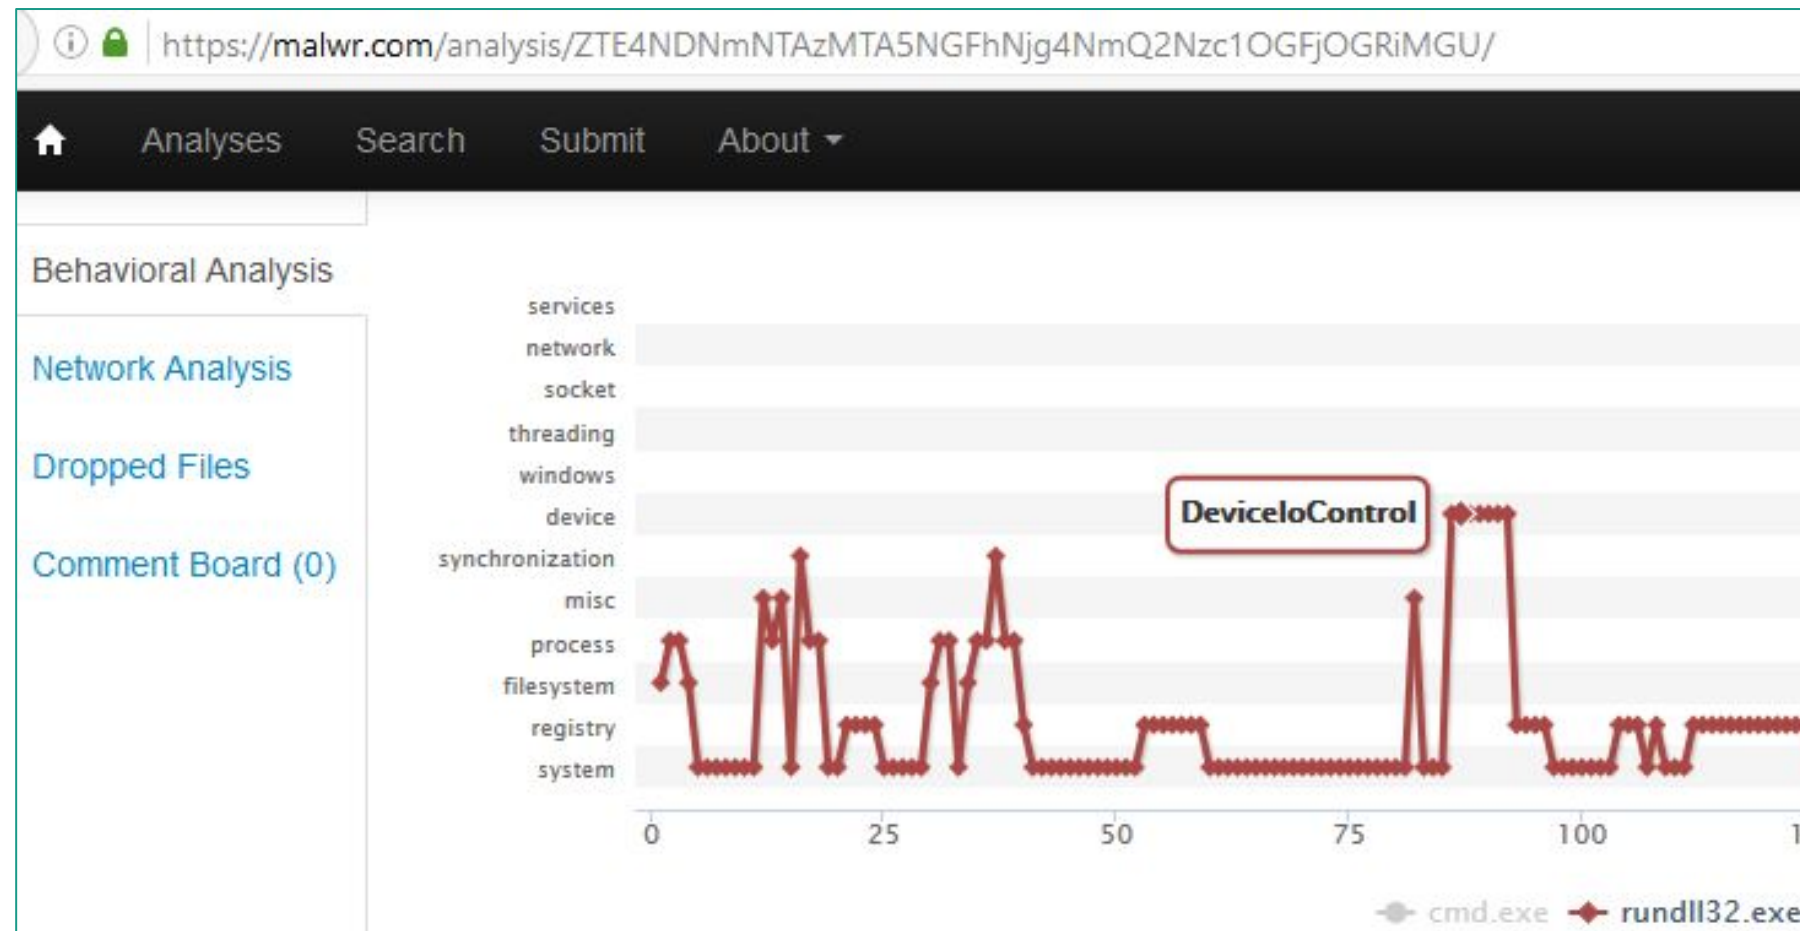 https://malwr.com/analysis/ZTE4NDNmNTAzMTA5NGFhNjg4NmQ2Nzc1OGFjOGRiMGU/
Analyses Search Submit About
Behavioral Analysis
Network Analysis
Dropped Files
Comment Board (0)
services
network
socket
threading
windows
device
synchronization
misc
process
filesystem
registry
system
DeviceIoControl
0 25 50 75 100
cmd.exe rundll32.exe